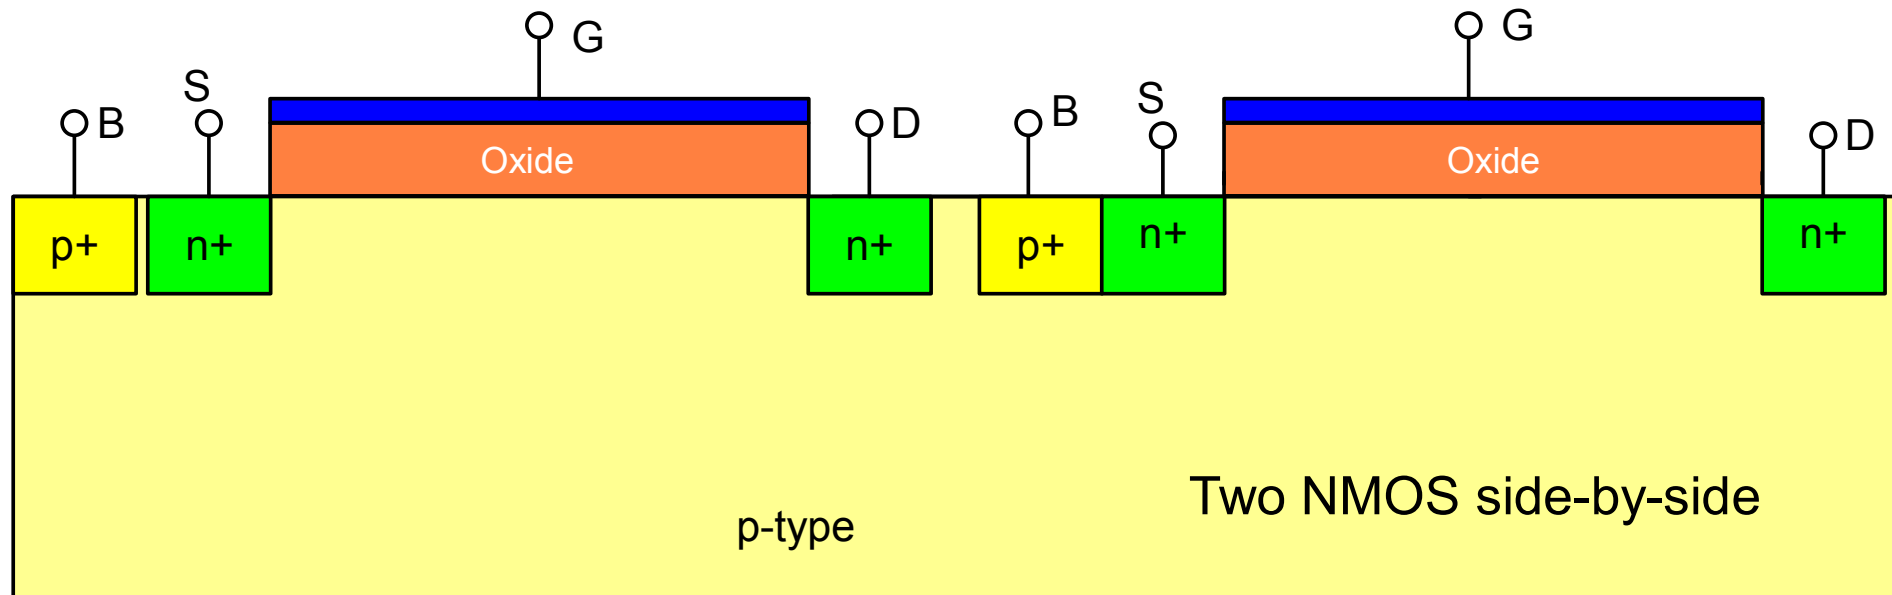 G
G
S
B
D
B
S
D
Oxide
Oxide
p+
n+
n+
p+
n+
n+
Two NMOS side-by-side
p-type